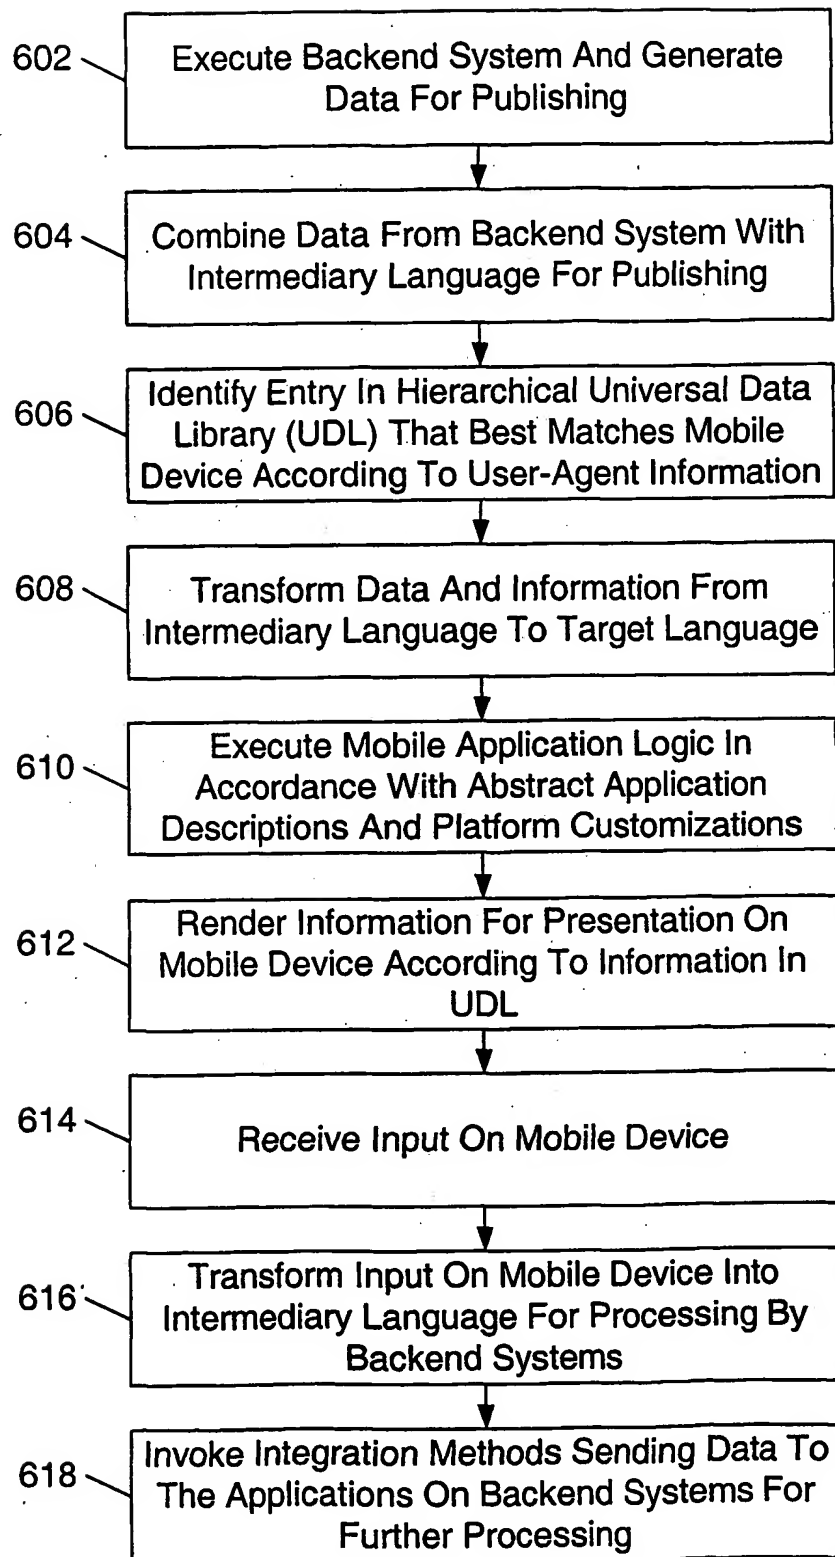 602
Execute Backend System And Generate
Data For Publishing
604
Combine Data From Backend System With
Intermediary Language For Publishing
606
Identify Entry In Hierarchical Universal Data
Library (UDL) That Best Matches Mobile
Device According To User-Agent Information
608
Transform Data And Information From
Intermediary Language To Target Language
610
Execute Mobile Application Logic In
Accordance With Abstract Application
Descriptions And Platform Customizations
612
Render Information For Presentation On
Mobile Device According To Information In
UDL
614
Receive Input On Mobile Device
616
Transform Input On Mobile Device Into
Intermediary Language For Processing By
Backend Systems
618
Invoke Integration Methods Sending Data To
The Applications On Backend Systems For
Further Processing